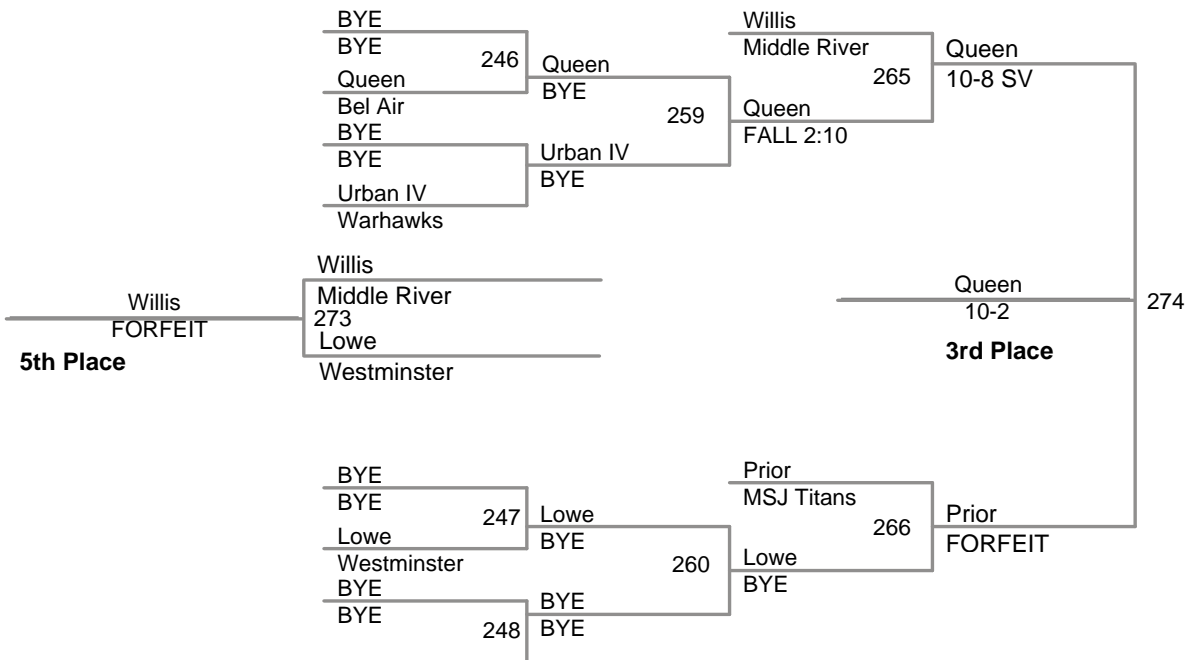 BYE
BYE
246
Queen
Bel Air
Queen
BYE
BYE
BYE
Urban IV
Warhawks
Urban IV
BYE
259
Willis
Middle River
265
Queen
FALL 2:10
Queen
10-8 SV
Willis
Middle River
273
Lowe
Westminster
Willis
FORFEIT
5th Place
Queen
10-2
3rd Place
274
BYE
BYE
247
Lowe
Westminster
Lowe
BYE
BYE
BYE
248
BYE
BYE
260
Prior
MSJ Titans
266
Lowe
BYE
Prior
FORFEIT